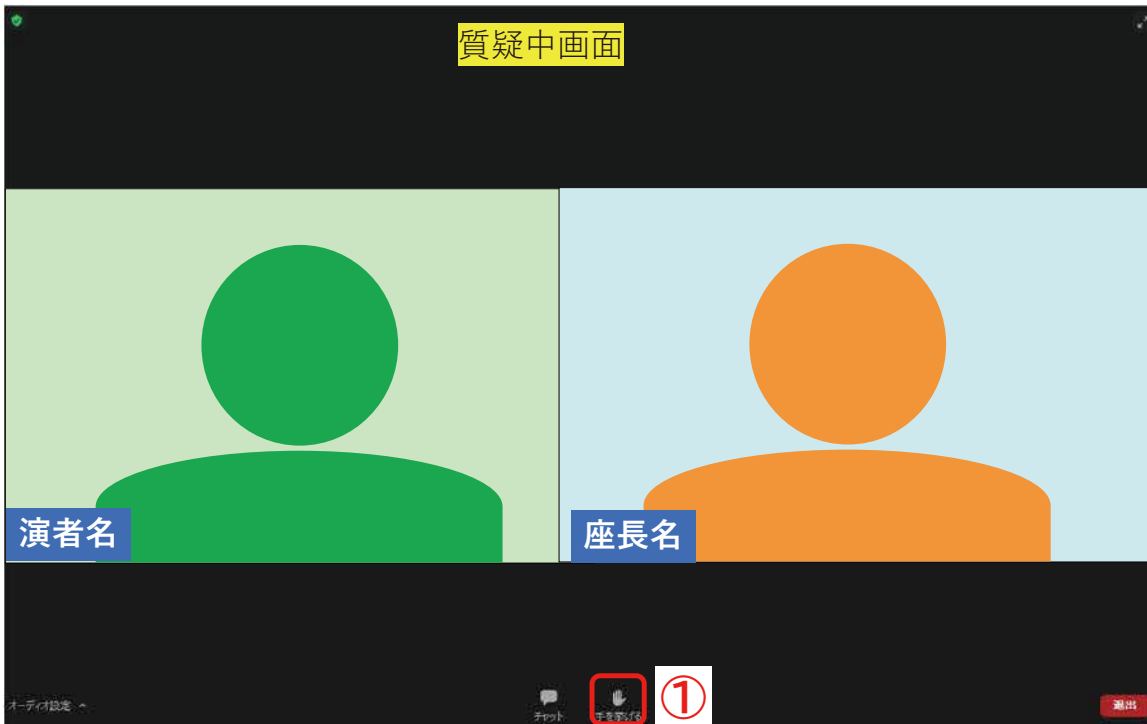 質疑中画面
演者名
座長名
オーディオ設定
チャット
手を挙げる
①
退出